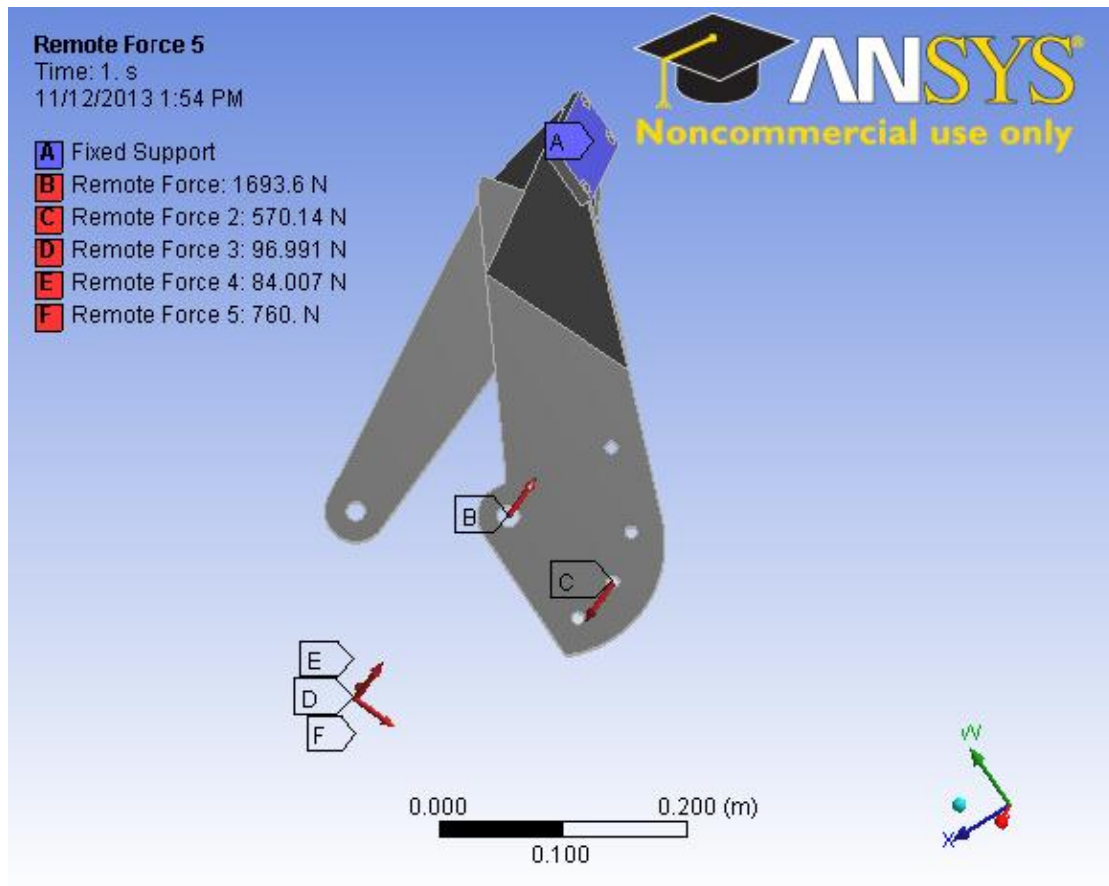 Remote Force 5
Time: 1. s
11/12/2013 1:54 PM
A Fixed Support
B Remote Force: 1693.6 N
C Remote Force 2: 570.14 N
D Remote Force 3: 96.991 N
E Remote Force 4: 84.007 N
F Remote Force 5: 760. N
ANSYS®
Noncommercial use only
A
B
C
E
D
F
0.000
0.200 (m)
0.100
X